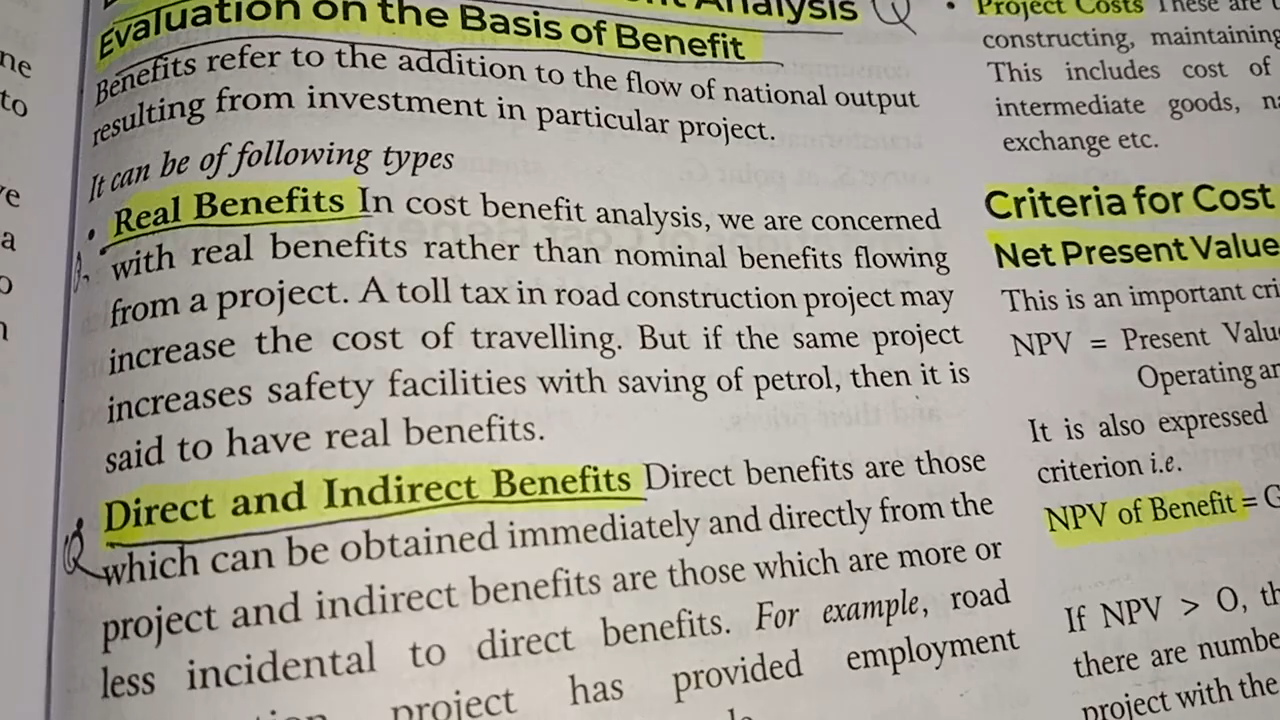 Analysis
Evaluation on the Basis of Benefit
Benefits refer to the addition to the flow of national output
resulting from investment in particular project.
It can be of following types
• Real Benefits In cost benefit analysis, we are concerned
with real benefits rather than nominal benefits flowing
from a project. A toll tax in road construction project may
increase the cost of travelling. But if the same project
increases safety facilities with saving of petrol, then it is
said to have real benefits.
Direct and Indirect Benefits Direct benefits are those
which can be obtained immediately and directly from the
project and indirect benefits are those which are more or
less incidental to direct benefits. For example, road
project has provided employment
• Project Costs These are
constructing, maintaining
This includes cost of
intermediate goods,
exchange etc.
Criteria for Cost
Net Present Value
This is an important
NPV = Present
Operating
It is also expressed
criterion i.e.
NPV of Benefit =
If NPV > O,
there are
project with the